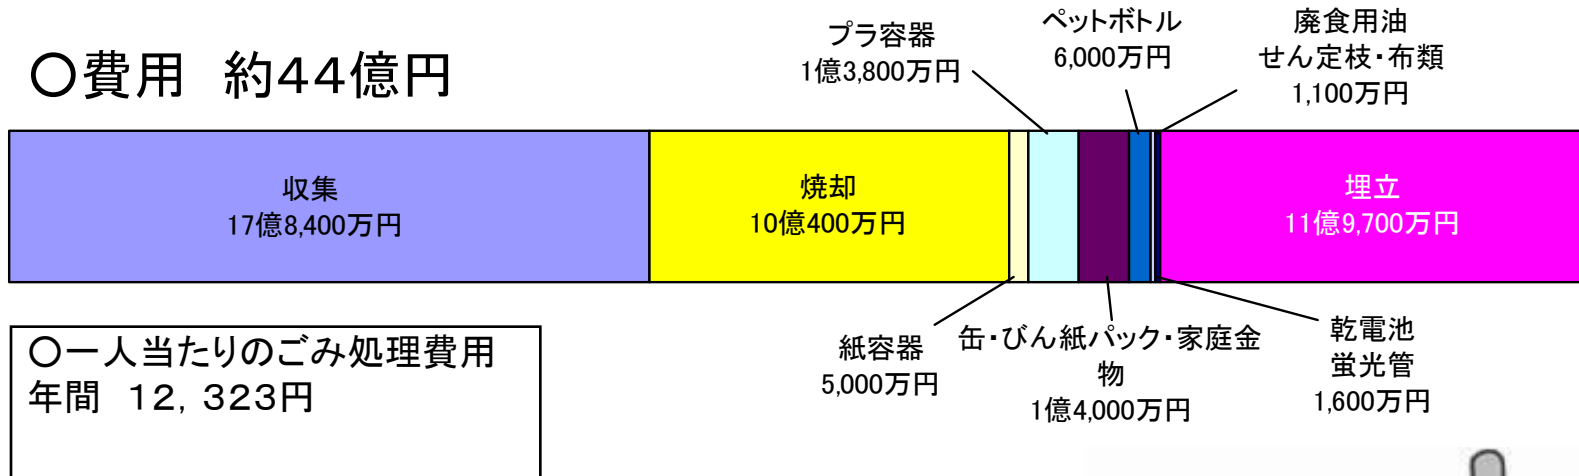 〇費用　約４４億円
プラ容器
1億3,800万円
ペットボトル
6,000万円
廃食用油
せん定枝・布類
1,100万円
収集
17億8,400万円
焼却
10億400万円
埋立
11億9,700万円
紙容器
5,000万円
缶・びん紙パック・家庭金
物
1億4,000万円
乾電池
蛍光管
1,600万円
〇一人当たりのごみ処理費用
年間　１２，３２３円